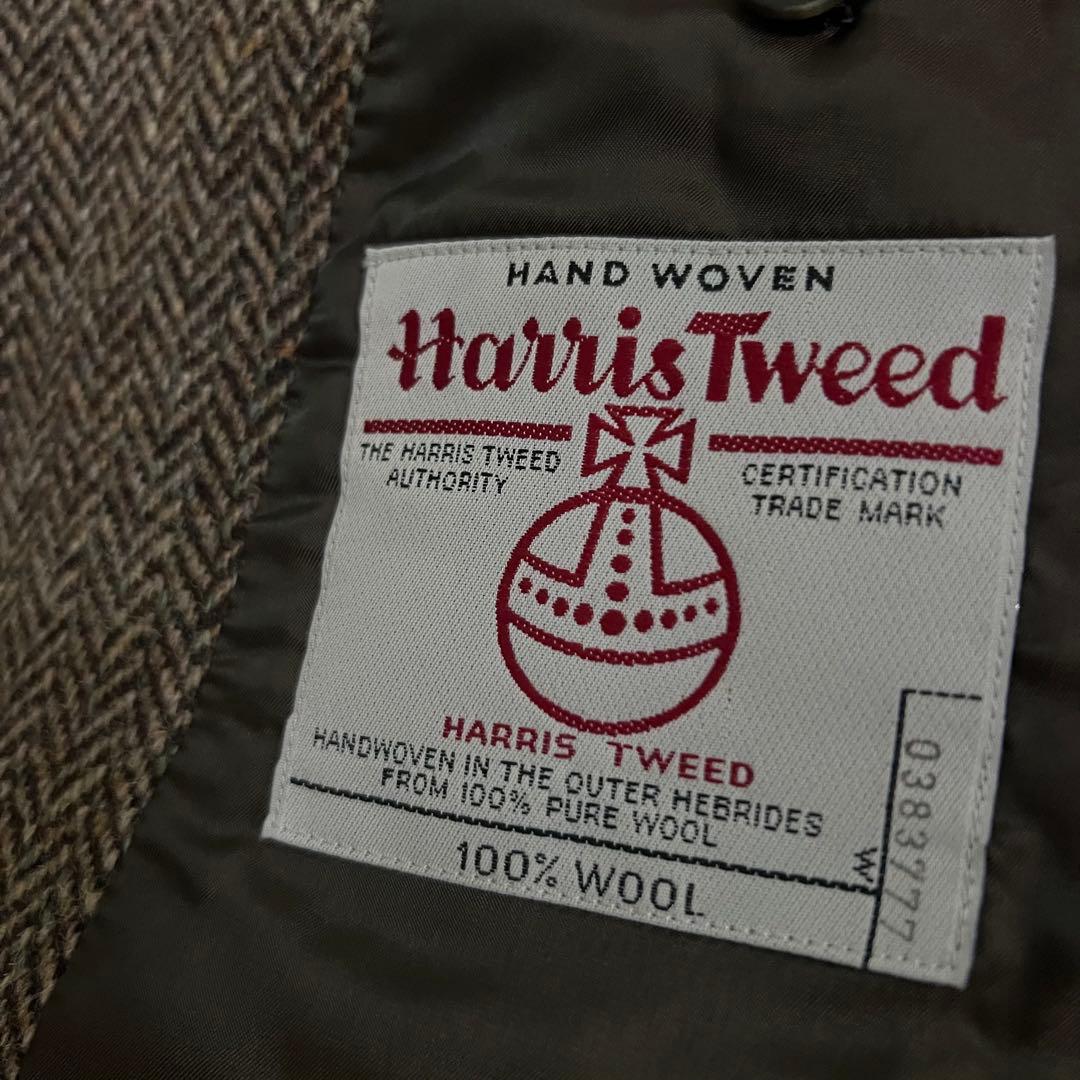 HAND WOVEN
Harris Tweed
THE HARRIS TWEED
AUTHORITY
CERTIFICATION
TRADE MARK
HARRIS TWEED
HANDWOVEN IN THE OUTER HEBRIDES
FROM 100% PURE WOOL
100% WOOL
W
0383777